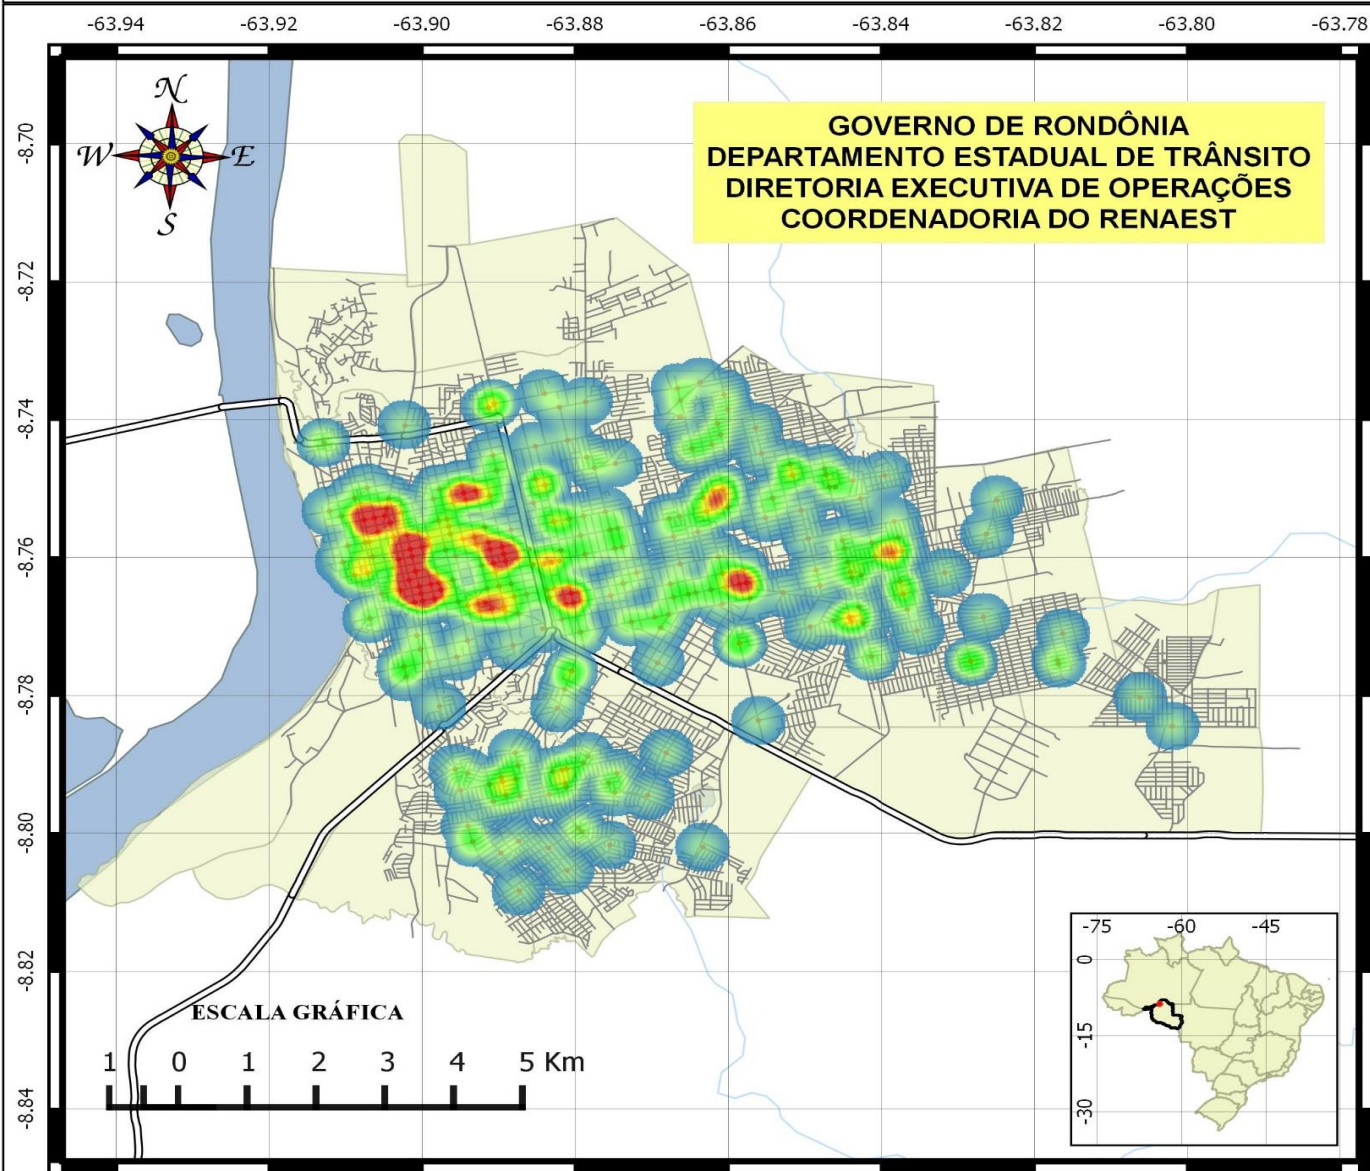 -63.94 -63.92 -63.90 -63.88 -63.86 -63.84 -63.82 -63.80 -63.78
N
W E
S
GOVERNO DE RONDÔNIA
DEPARTAMENTO ESTADUAL DE TRÂNSITO
DIRETORIA EXECUTIVA DE OPERAÇÕES
COORDENADORIA DO RENAEST
-8.70
-8.72
-8.74
-8.76
-8.78
-8.80
-8.82
-8.84
ESCALA GRÁFICA
1 0 1 2 3 4 5 Km
-75 -60 -45
0
-15
-30